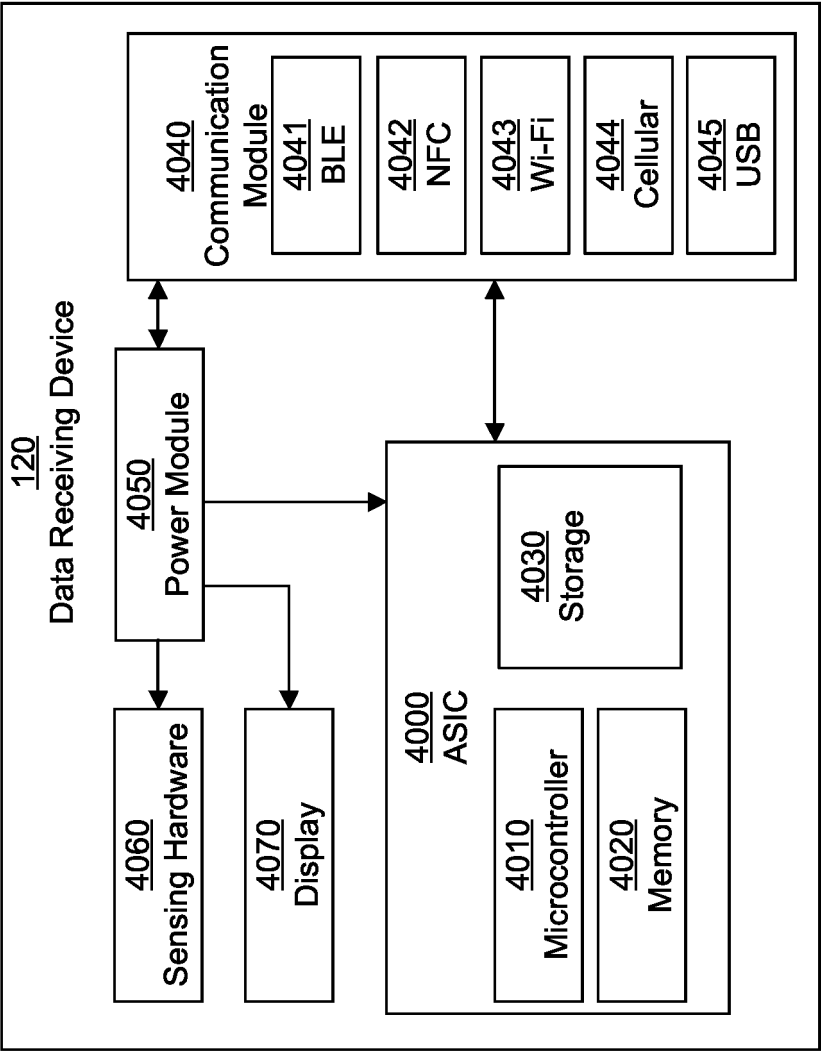 120
Data Receiving Device
4060
Sensing Hardware
4050
Power Module
4040
Communication
Module
4041
BLE
4042
NFC
4043
Wi-Fi
4044
Cellular
4045
USB
4070
Display
4000
ASIC
4010
Microcontroller
4020
Memory
4030
Storage